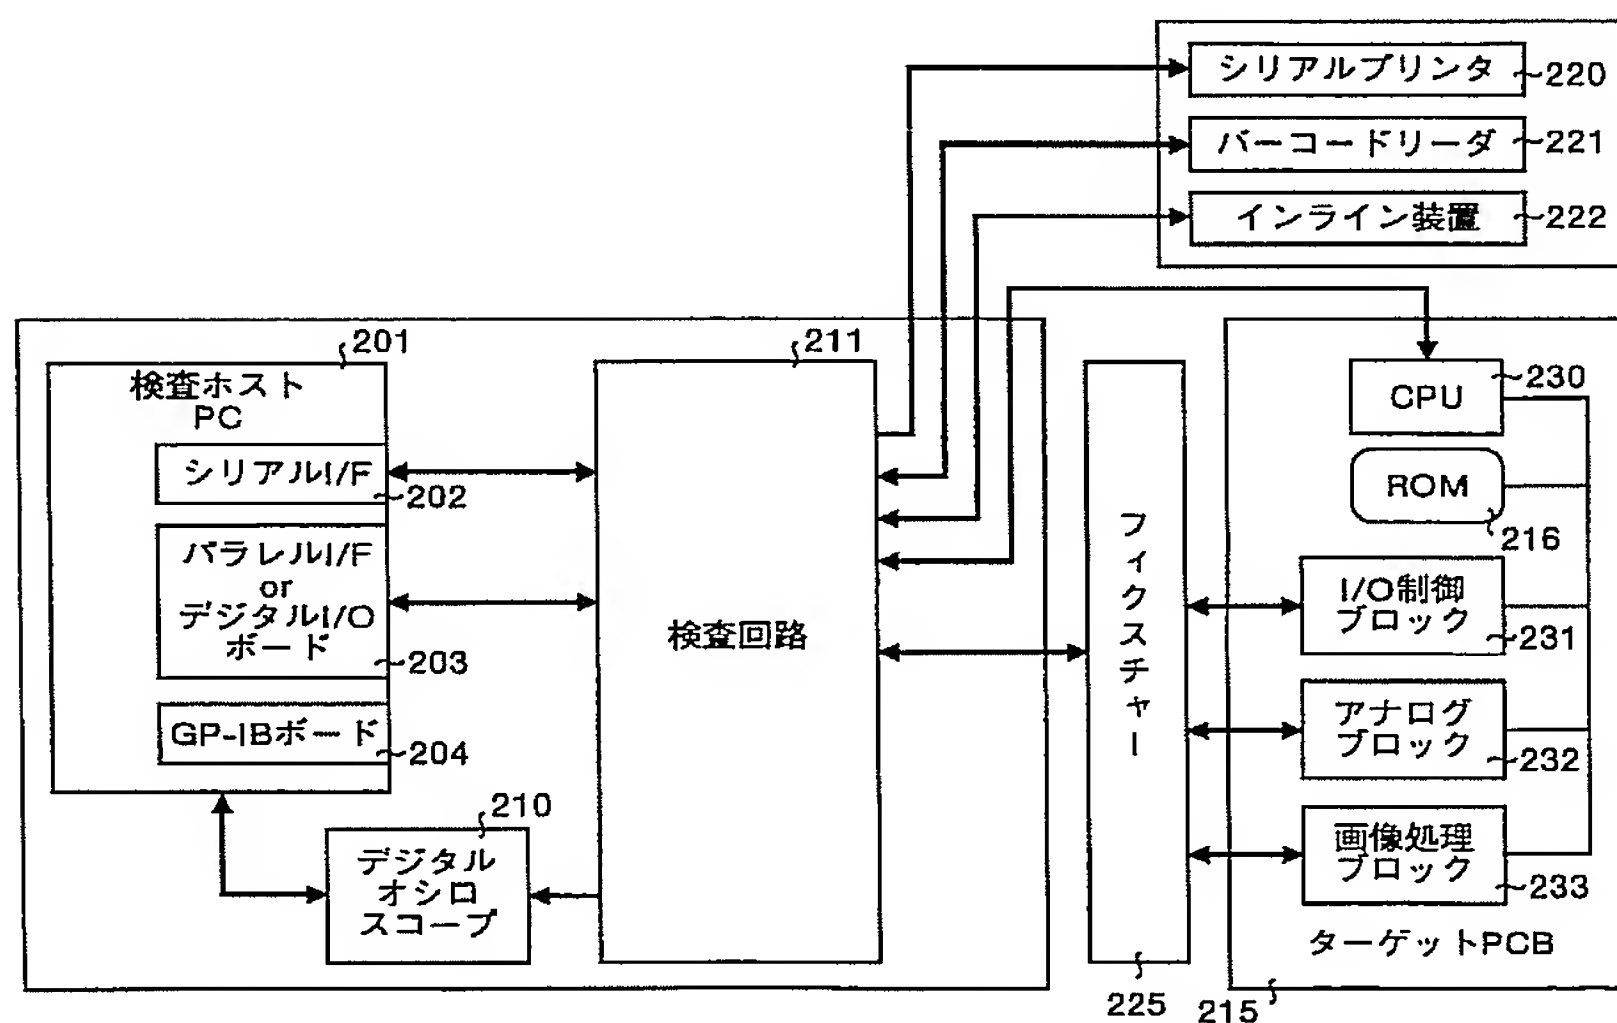 シリアルプリンタ
220
バーコードリーダ
221
インライン装置
222
201
検査ホスト
PC
シリアルI/F
202
パラレルI/F
or
デジタルI/O
ボード
203
GP-IBボード
204
210
デジタル
オシロ
スコープ
211
検査回路
フィクスチャー
225
CPU
230
ROM
216
I/O制御
ブロック
231
アナログ
ブロック
232
画像処理
ブロック
233
ターゲットPCB
215